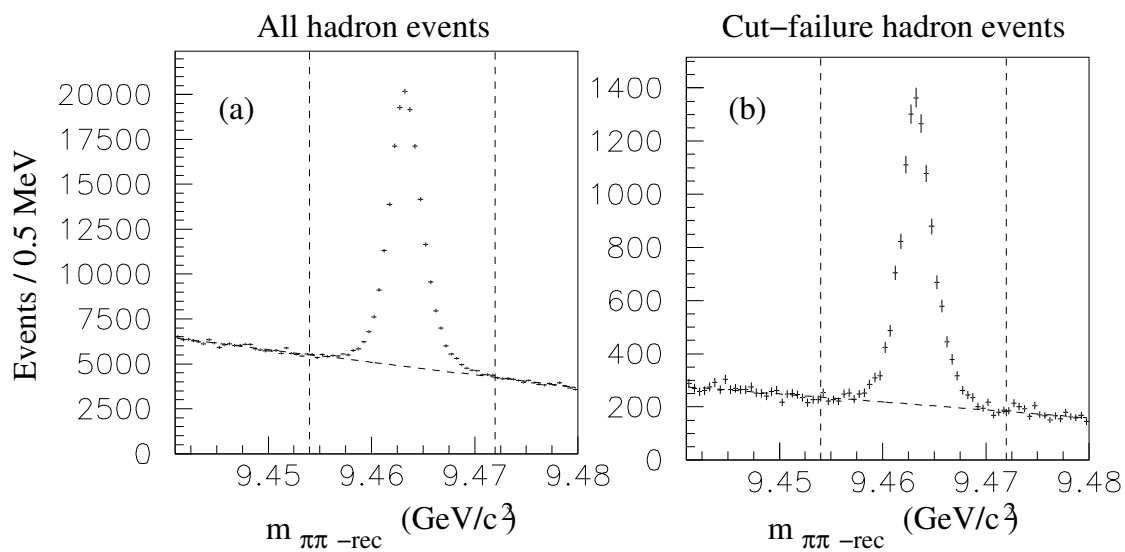 All hadron events
Cut−failure hadron events
Events / 0.5 MeV
(a)
20000
17500
15000
12500
10000
7500
5000
2500
0
9.45 9.46 9.47 9.48
m ππ −rec (GeV/c²)
(b)
1400
1200
1000
800
600
400
200
0
9.45 9.46 9.47 9.48
m ππ −rec (GeV/c²)